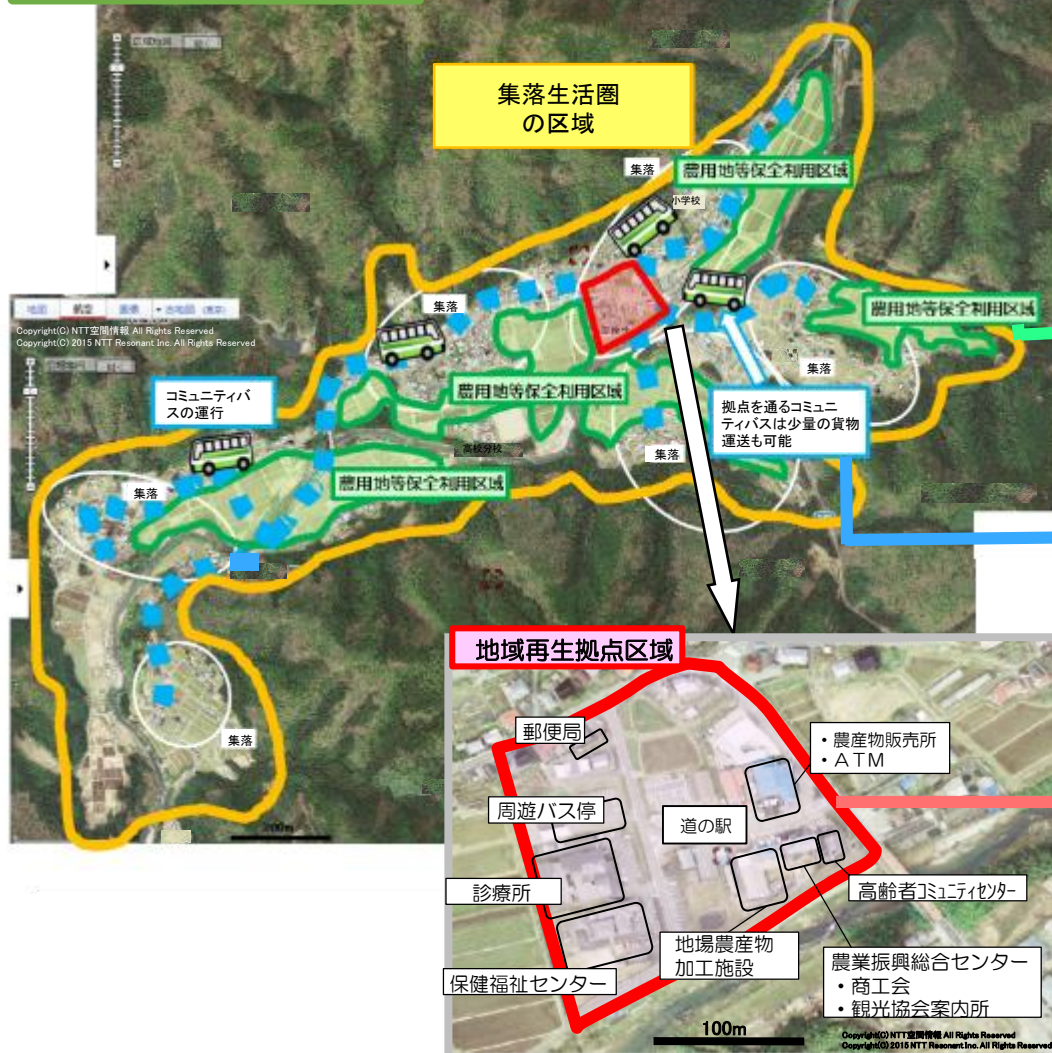 集落生活圏
の区域
集落
農用地等保全利用区域
小学校
集落
農用地等保全利用区域
地図
航空
Copyright(C) NTT空間情報 All Rights Reserved
Copyright(C) 2015 NTT Resonant Inc. All Rights Reserved
コミュニティバ
スの運行
農用地等保全利用区域
集落
拠点を通るコミュニ
ティバスは少量の貨物
運送も可能
高校分校
集落
農用地等保全利用区域
集落
集落
地域再生拠点区域
郵便局
・農産物販売所
・ＡＴＭ
周遊バス停
道の駅
診療所
高齢者コミュニティセンター
地場農産物
加工施設
農業振興総合センター
・商工会
・観光協会案内所
保健福祉センター
100m
Copyright(C) NTT空間情報 All Rights Reserved
Copyright(C) 2015 NTT Resonant Inc. All Rights Reserved